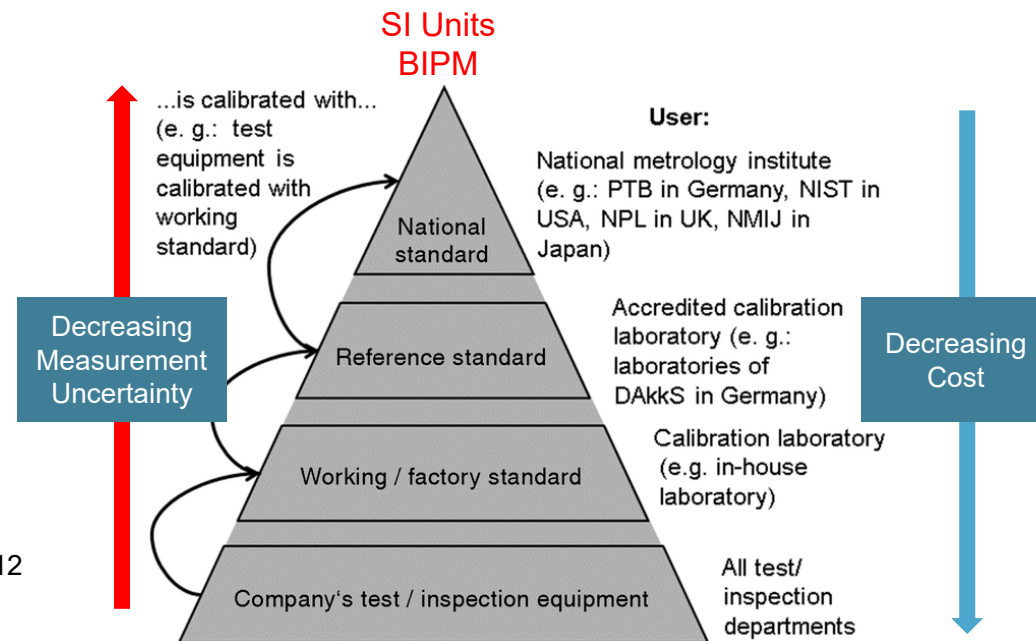 SI Units
BIPM
...is calibrated with...
(e. g.: test
equipment is
calibrated with
working
standard)
User:
National metrology institute
(e. g.: PTB in Germany, NIST in
USA, NPL in UK, NMIJ in
Japan)
National
standard
Decreasing
Measurement
Uncertainty
Reference standard
Accredited calibration
laboratory (e. g.:
laboratories of
DAkkS in Germany)
Decreasing
Cost
Working / factory standard
Calibration laboratory
(e.g. in-house
laboratory)
12
Company's test / inspection equipment
All test/
inspection
departments